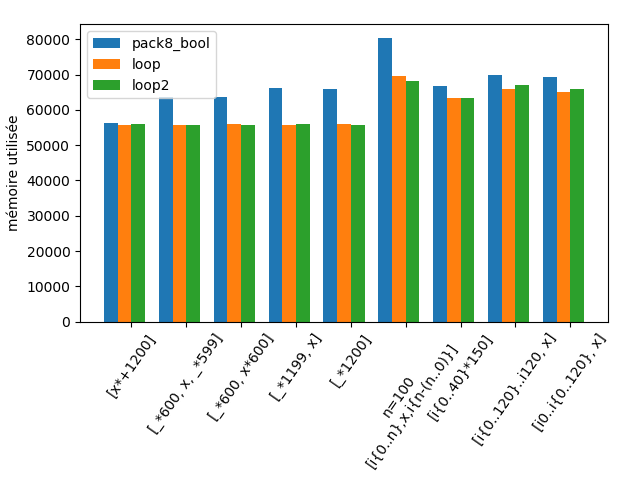 pack8_bool
loop
loop2
mémoire utilisée
80000
70000
60000
50000
40000
30000
20000
10000
0
[x*+1200]
[_*600, x, _*599]
[_*600, x*600]
[_*1199, x]
[_*1200]
n=100
[i{0..n},x,i{n-(n..0)}]
[i{0..40}*150]
[i{0..120}..i120, x]
[i0..i{0..120}, x]